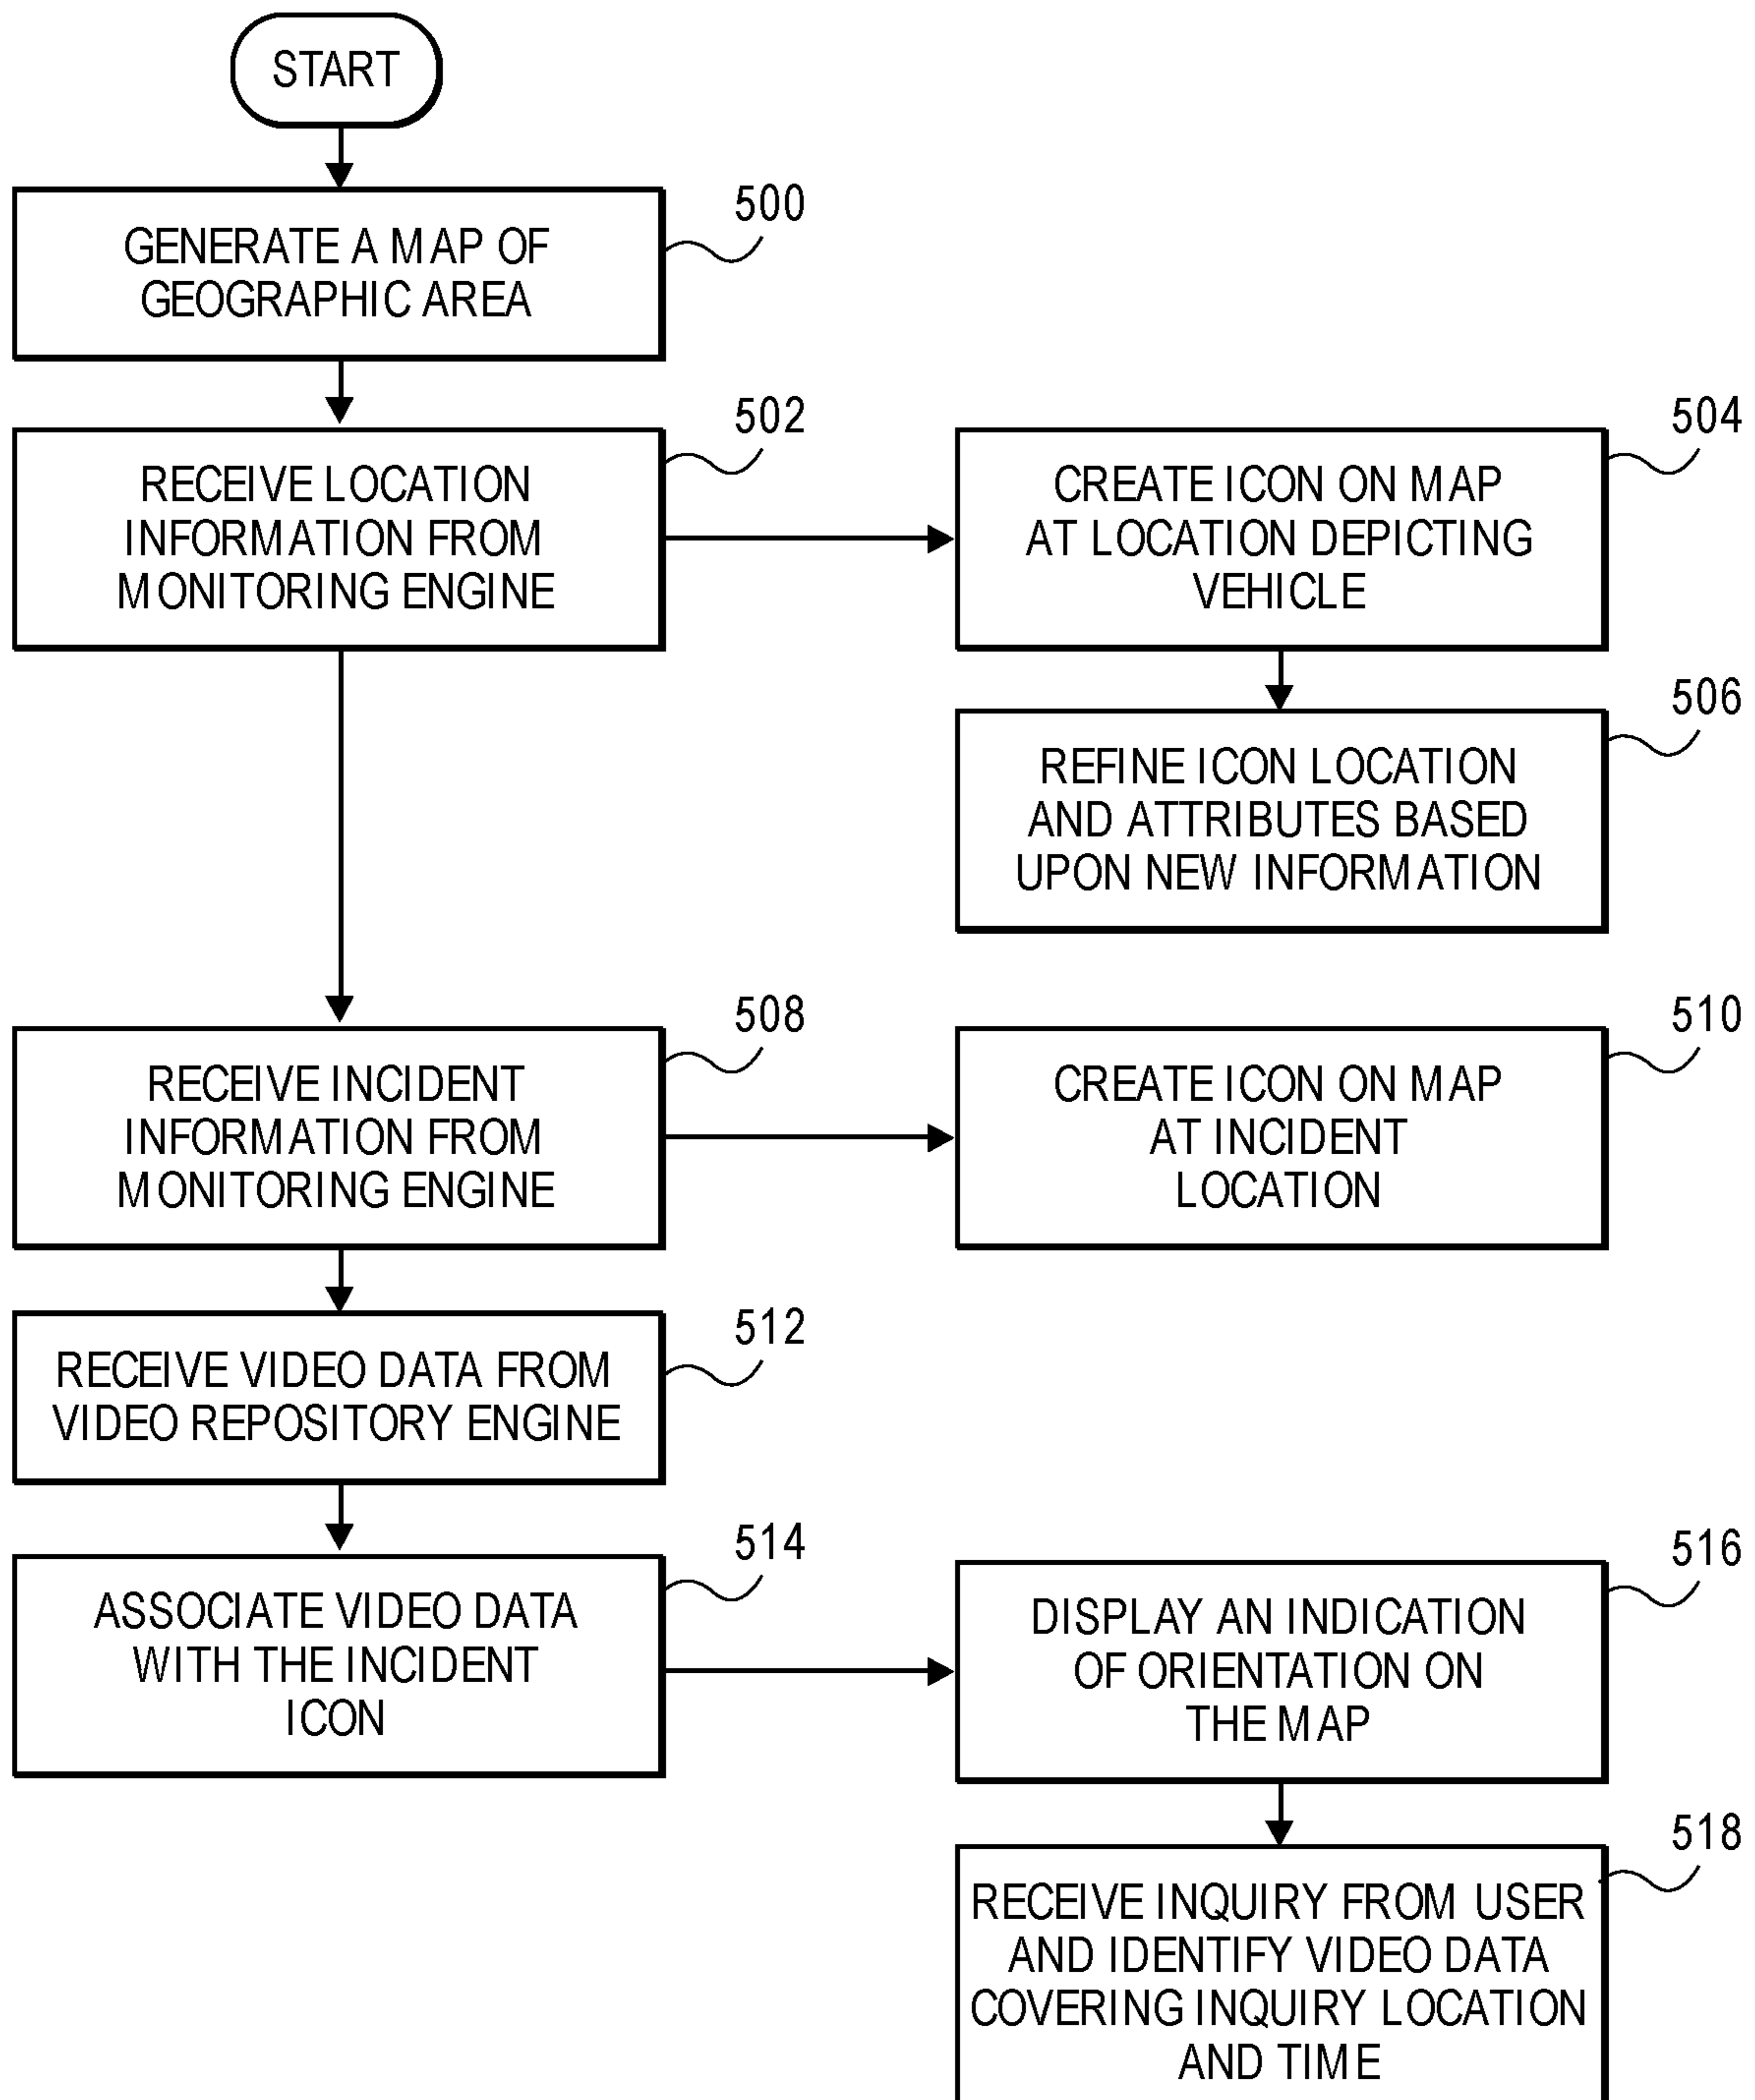 START
500
GENERATE A MAP OF
GEOGRAPHIC AREA
502
RECEIVE LOCATION
INFORMATION FROM
MONITORING ENGINE
504
CREATE ICON ON MAP
AT LOCATION DEPICTING
VEHICLE
506
REFINE ICON LOCATION
AND ATTRIBUTES BASED
UPON NEW INFORMATION
508
RECEIVE INCIDENT
INFORMATION FROM
MONITORING ENGINE
510
CREATE ICON ON MAP
AT INCIDENT
LOCATION
512
RECEIVE VIDEO DATA FROM
VIDEO REPOSITORY ENGINE
514
ASSOCIATE VIDEO DATA
WITH THE INCIDENT
ICON
516
DISPLAY AN INDICATION
OF ORIENTATION ON
THE MAP
518
RECEIVE INQUIRY FROM USER
AND IDENTIFY VIDEO DATA
COVERING INQUIRY LOCATION
AND TIME